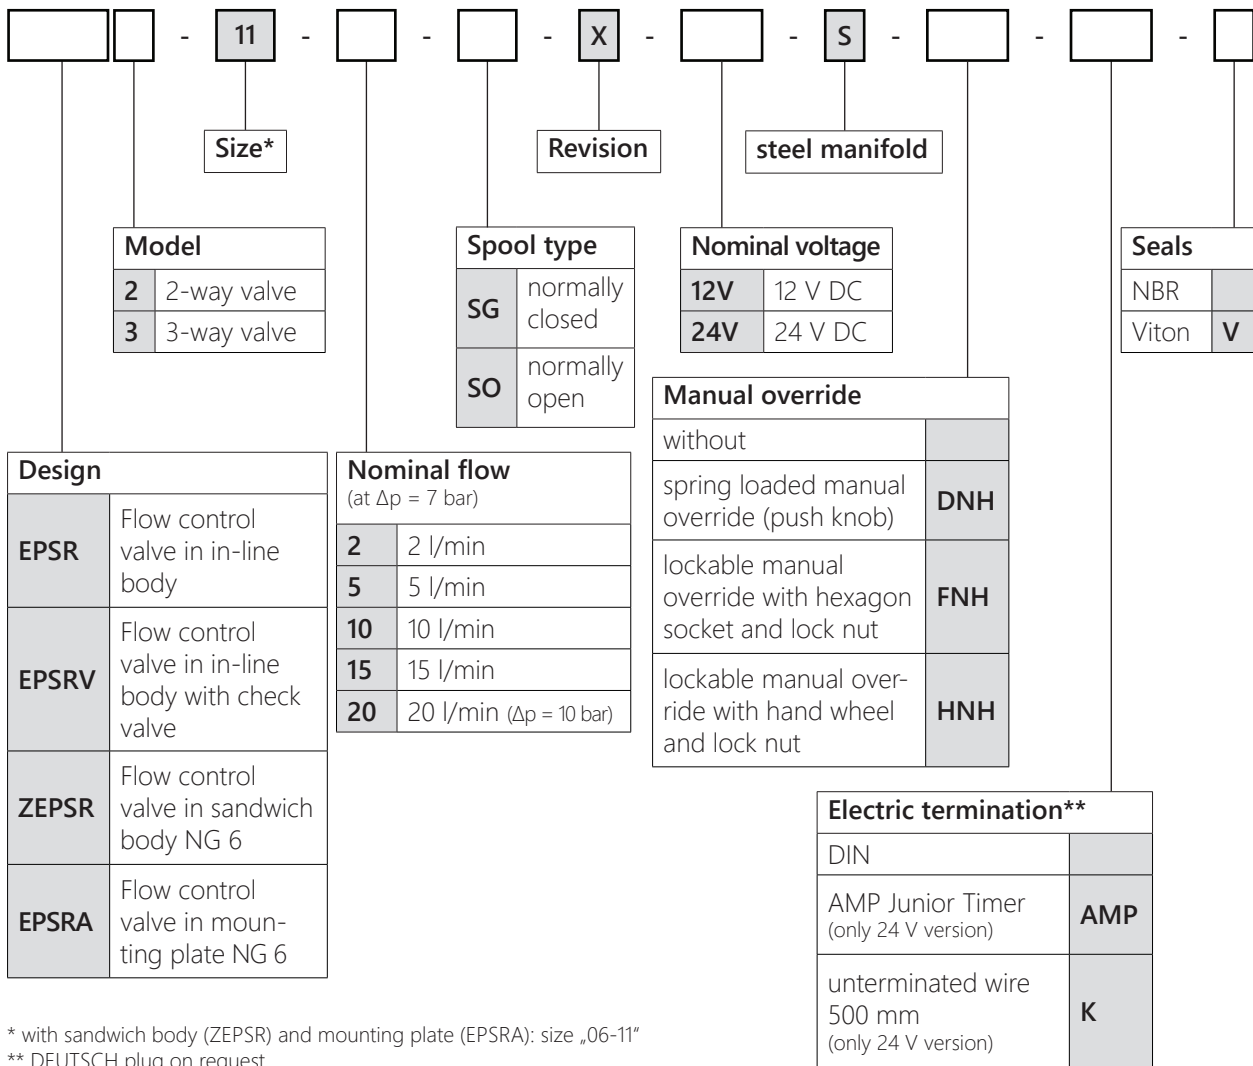 - 11 - - - X - - S - - -
Size*
Revision
steel manifold
Model
2 2-way valve
3 3-way valve
Spool type
SG normally
closed
SO normally
open
Nominal voltage
12V 12 V DC
24V 24 V DC
Seals
NBR
Viton V
Manual override
without
spring loaded manual
override (push knob) DNH
lockable manual
override with hexagon
socket and lock nut FNH
lockable manual over-
ride with hand wheel
and lock nut HNH
Design
EPSR Flow control
valve in in-line
body
EPSRV Flow control
valve in in-line
body with check
valve
ZEPSR Flow control
valve in sandwich
body NG 6
EPSRA Flow control
valve in moun-
ting plate NG 6
Nominal flow
(at Δp = 7 bar)
2 2 l/min
5 5 l/min
10 10 l/min
15 15 l/min
20 20 l/min (Δp = 10 bar)
Electric termination**
DIN
AMP Junior Timer
(only 24 V version) AMP
unterminated wire
500 mm
(only 24 V version) K
* with sandwich body (ZEPSR) and mounting plate (EPSRA): size „06-11“
** DEUTSCH plug on request